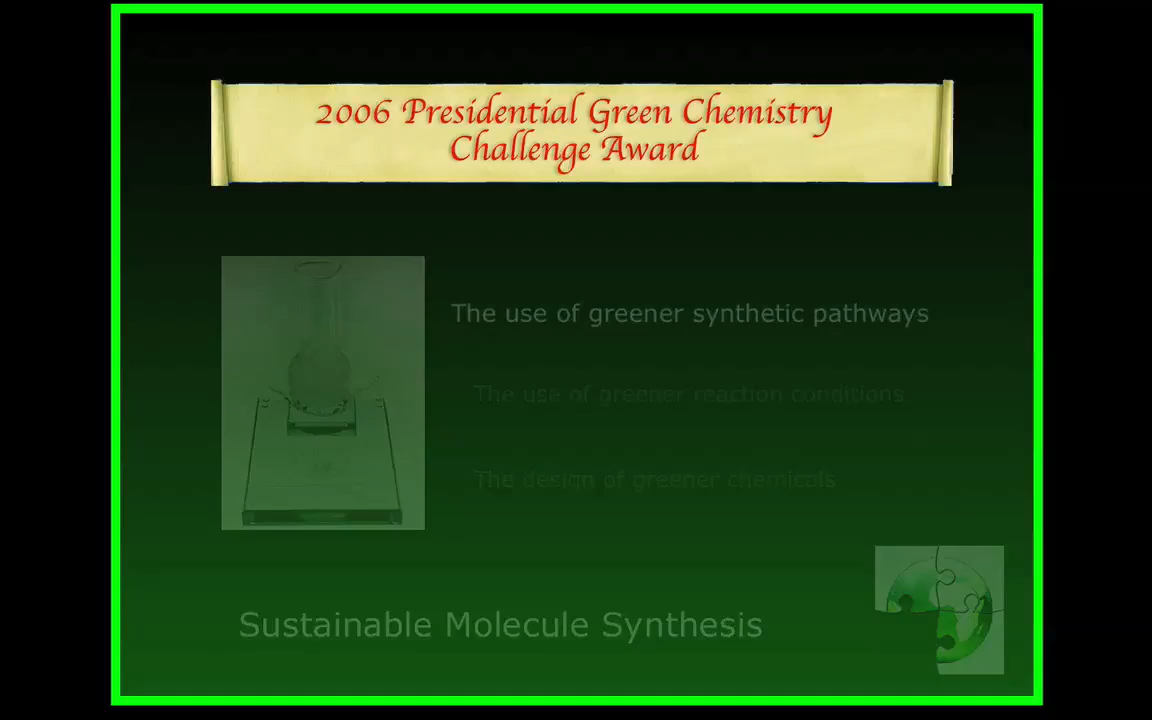 2006 Presidential Green Chemistry
Challenge Award
The use of greener synthetic pathways
The use of greener reaction conditions
The design of greener chemicals
Sustainable Molecule Synthesis